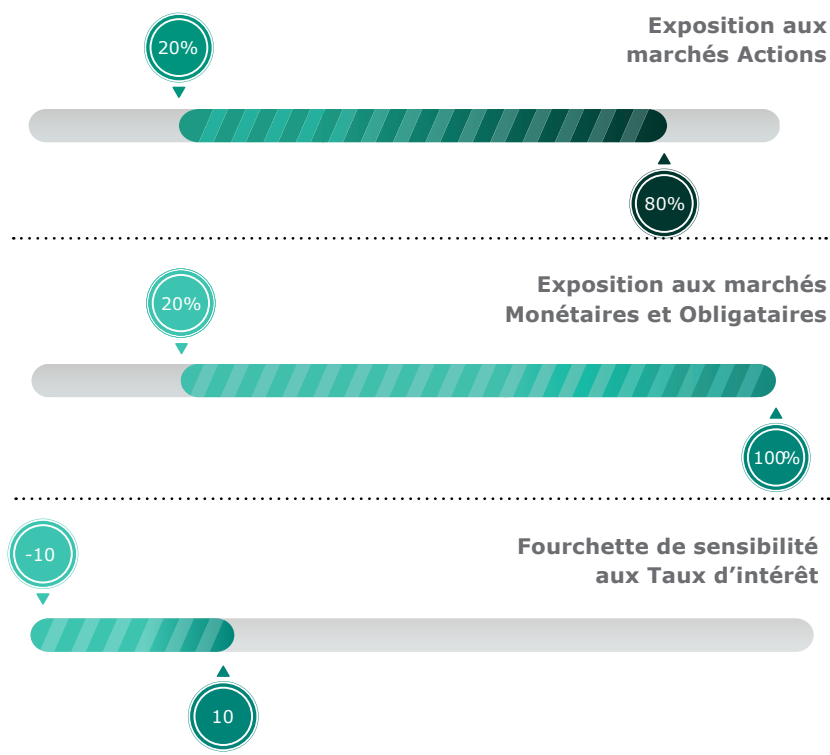 Exposition aux
marchés Actions
20%
80%
Exposition aux marchés
Monétaires et Obligataires
20%
100%
Fourchette de sensibilité
aux Taux d’intérêt
-10
10